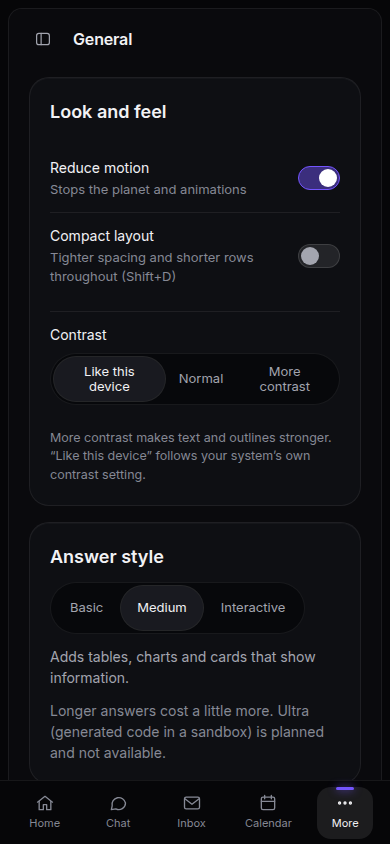 General
Look and feel
Reduce motion
Stops the planet and animations
Compact layout
Tighter spacing and shorter rows
throughout (Shift+D)
Contrast
Like this
device
Normal
More
contrast
More contrast makes text and outlines stronger.
“Like this device” follows your system’s own
contrast setting.
Answer style
Basic
Medium
Interactive
Adds tables, charts and cards that show
information.
Longer answers cost a little more. Ultra
(generated code in a sandbox) is planned
and not available.
Home
Chat
Inbox
Calendar
More